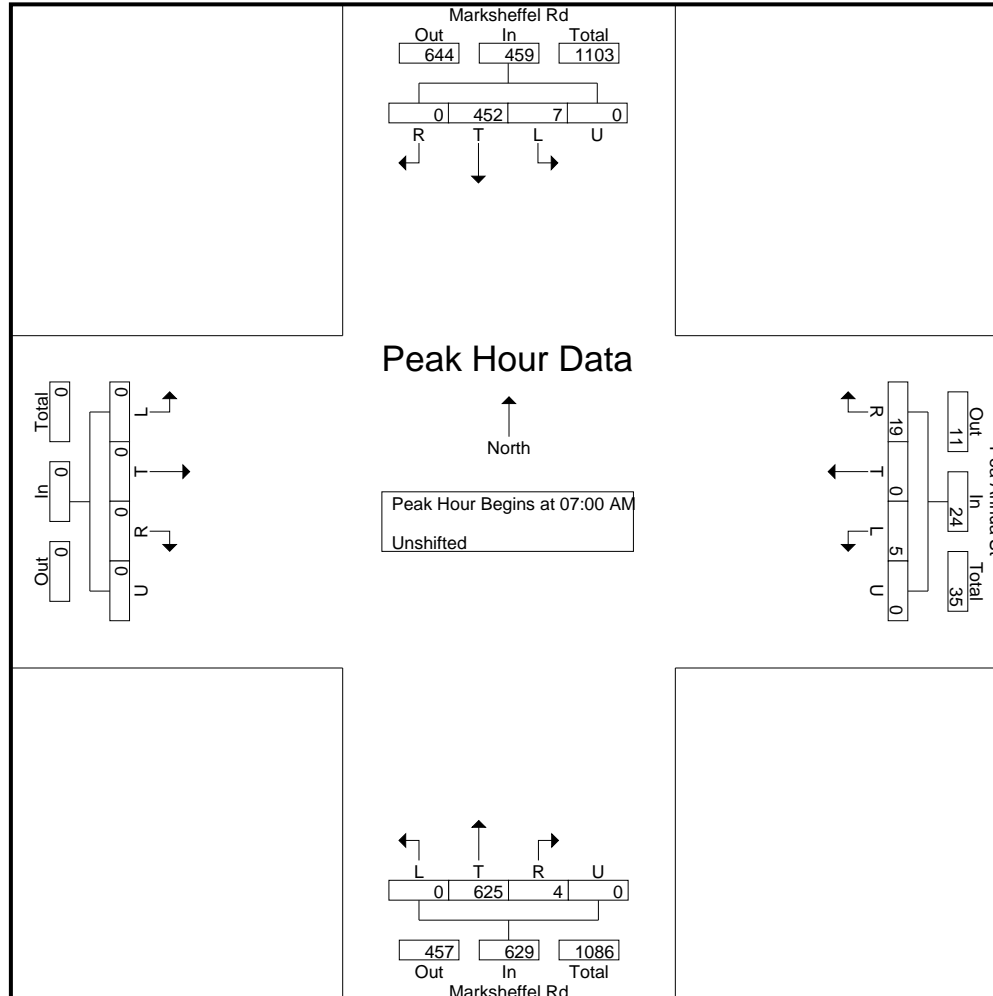 Marksheffel Rd
Out In Total
644 459 1103
0 452 7 0
R T L U
Peak Hour Data
North
Peak Hour Begins at 07:00 AM
Unshifted
Total In Out
0 0 0
0 0 0 0
L T R U
R T L U
19 0 5 0
Out In Total
11 24 35
L T R U
0 625 4 0
457 629 1086
Out In Total
Marksheffel Rd